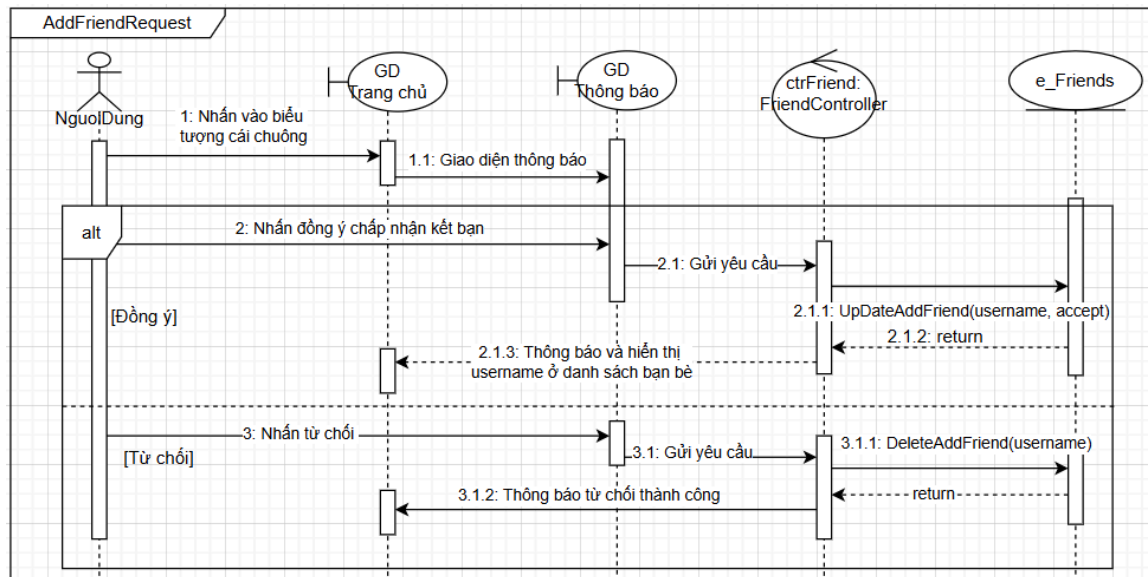 AddFriendRequest
GD
Trang chủ
GD
Thông báo
ctrFriend:
FriendController
e_Friends
NguoiDung
1: Nhấn vào biểu
tượng cái chuông
1.1: Giao diện thông báo
alt
2: Nhấn đồng ý chấp nhận kết bạn
2.1: Gửi yêu cầu
[Đồng ý]
2.1.1: UpDateAddFriend(username, accept)
2.1.2: return
2.1.3: Thông báo và hiển thị
username ở danh sách bạn bè
3: Nhấn từ chối
[Từ chối]
3.1: Gửi yêu cầu
3.1.1: DeleteAddFriend(username)
3.1.2: Thông báo từ chối thành công
return